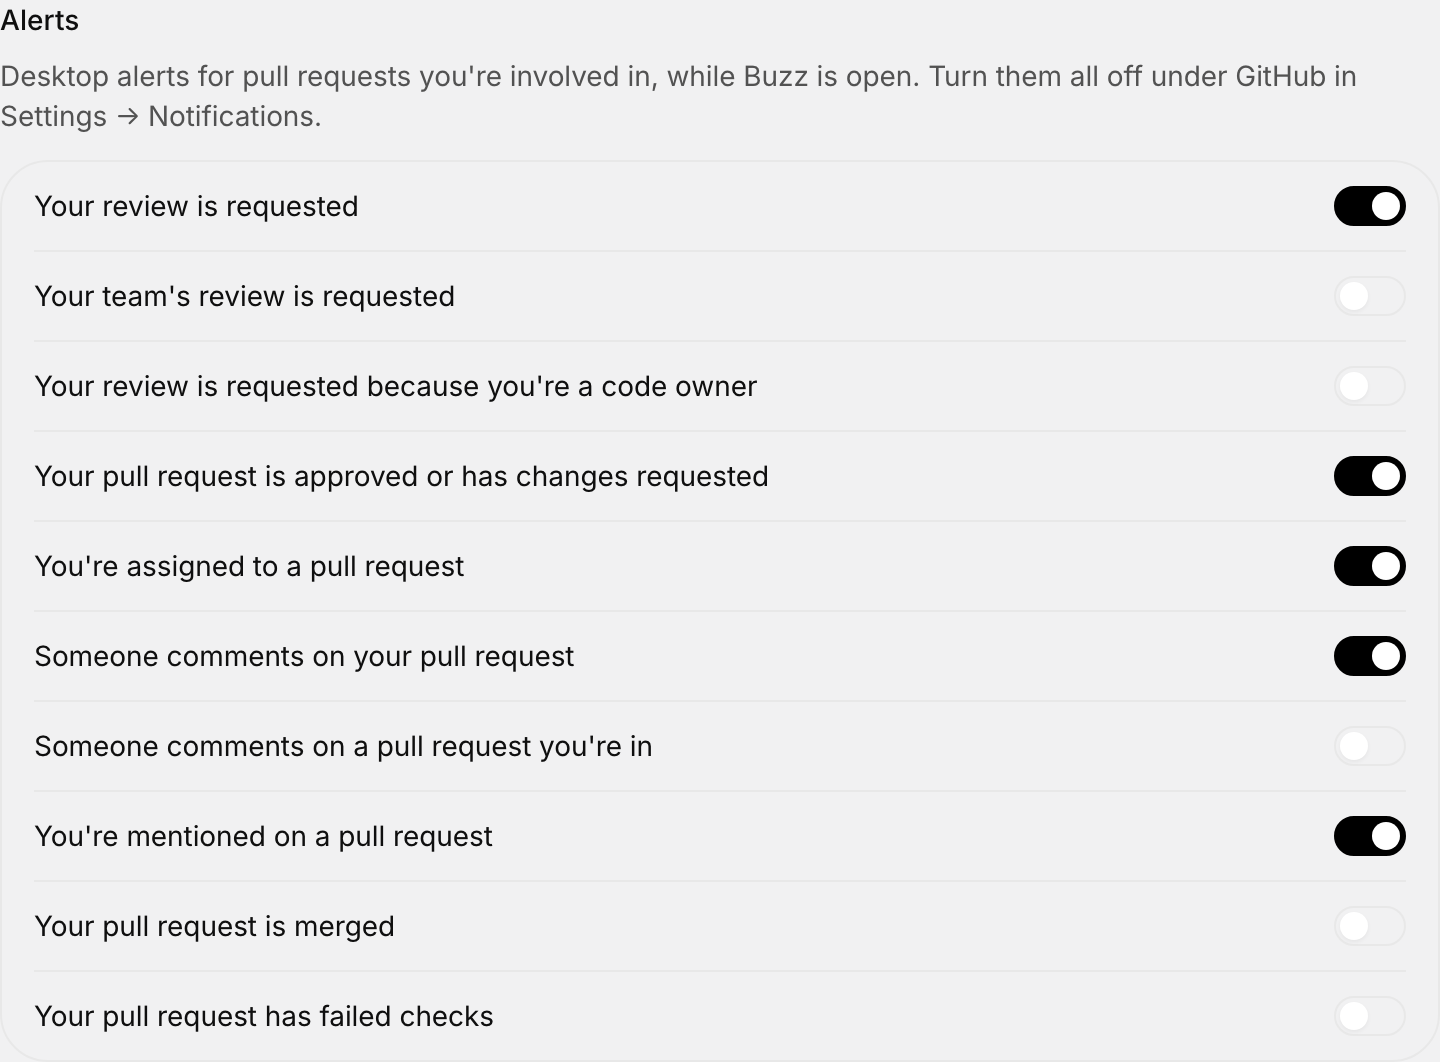 Alerts
Desktop alerts for pull requests you're involved in, while Buzz is open. Turn them all off under GitHub in
Settings → Notifications.
Your review is requested
Your team's review is requested
Your review is requested because you're a code owner
Your pull request is approved or has changes requested
You're assigned to a pull request
Someone comments on your pull request
Someone comments on a pull request you're in
You're mentioned on a pull request
Your pull request is merged
Your pull request has failed checks